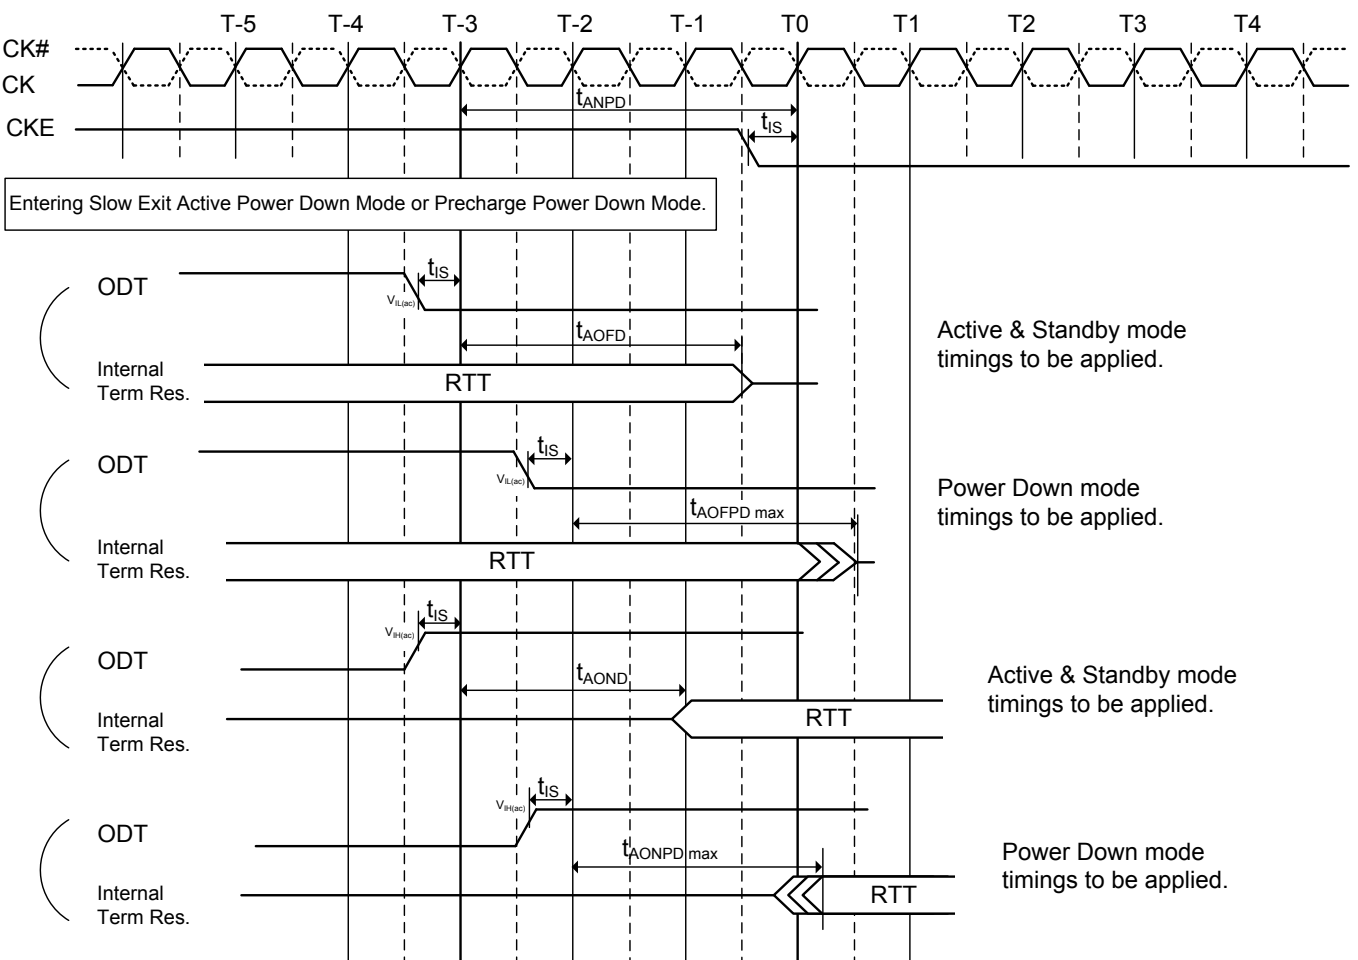 T-5 T-4 T-3 T-2 T-1 T0 T1 T2 T3 T4
CK#
CK
tANPD
CKE
tIS
Entering Slow Exit Active Power Down Mode or Precharge Power Down Mode.
tIS
ODT
VIL(ac)
tAOFD
Active & Standby mode
timings to be applied.
Internal
Term Res.
RTT
tIS
ODT
VIL(ac)
Power Down mode
timings to be applied.
tAOFPD max
Internal
Term Res.
RTT
tIS
VIH(ac)
ODT
tAOND
Active & Standby mode
timings to be applied.
Internal
Term Res.
RTT
tIS
VIH(ac)
ODT
tAONPD max
Power Down mode
timings to be applied.
Internal
Term Res.
RTT